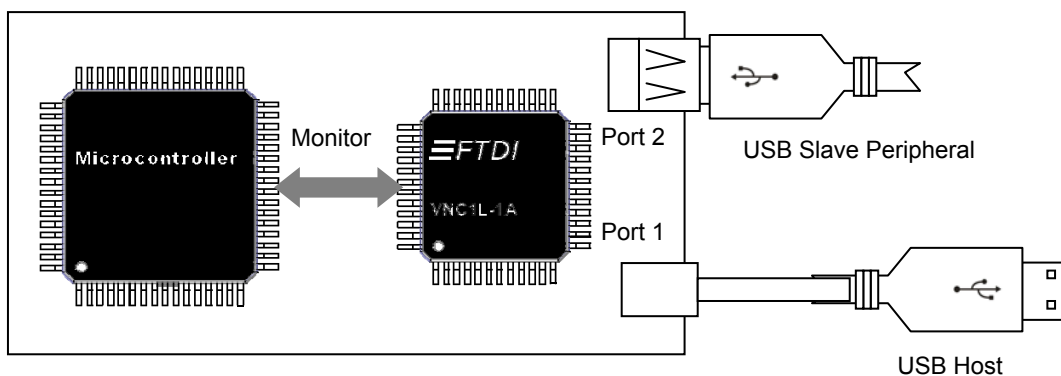 Microcontroller
Monitor
FTDI
VNC1L-1A
Port 2
Port 1
USB Slave Peripheral
USB Host